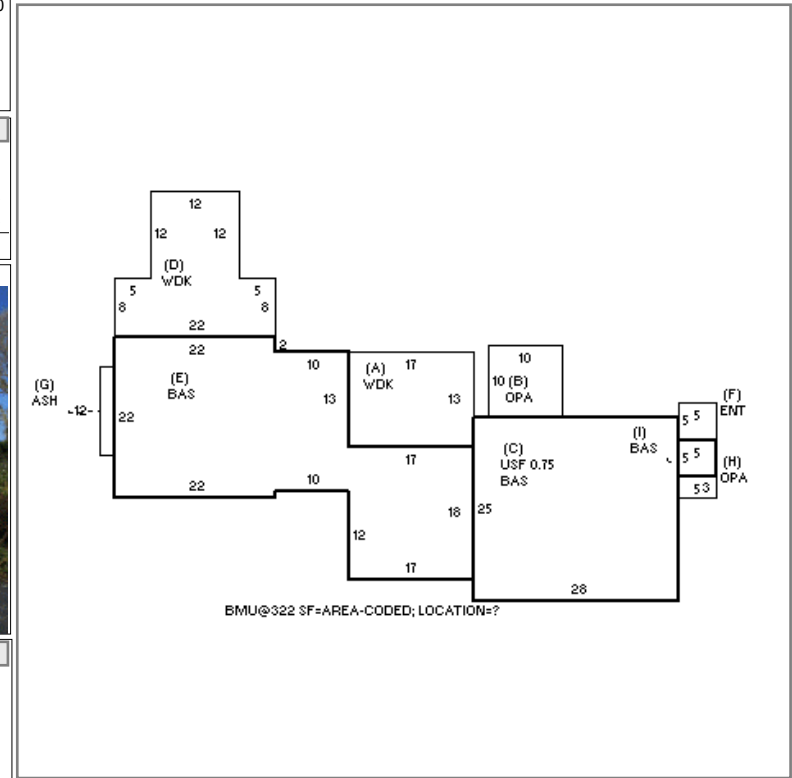 12
12 12
(D)
WDK
5 5
8 8
22
22
2
10
(A) 17
WDK
13 13
10
10 (B)
OPA
(E)
BAS
(G)
ASH
12
22
(F)
ENT
5 5
(I)
BAS
5 5
(H)
OPA
5 3
17
(C)
USF 0.75
BAS
10
22
18
25
12
17
28
BMU@322 SF=AREA-CODED; LOCATION=?